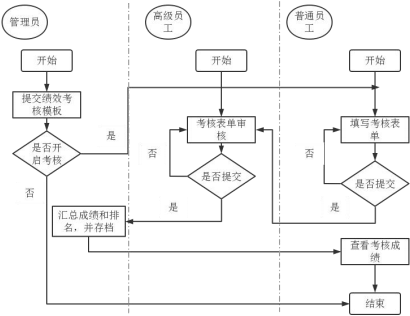 管理员
高级员
工
普通员
工
开始
开始
开始
提交绩效考
核模板
考核表单审
核
填写考核表
单
是
是否开
启考核
否
否
是否提交
是否提交
否
是
是
汇总成绩和排
名，并存档
查看考核成
绩
结束